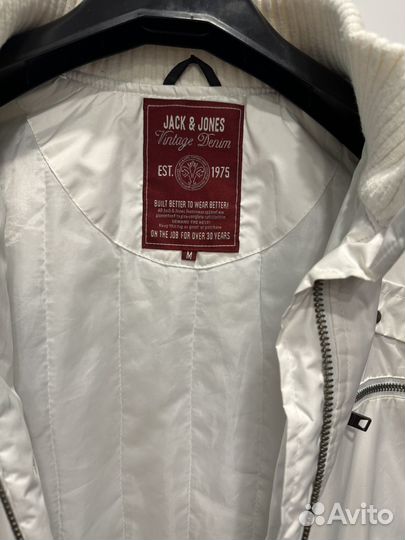 JACK & JONES
Vintage Denim
EST. 1975
BUILT BETTER TO WEAR BETTER!
ON THE JOB FOR OVER 30 YEARS
M
Avito